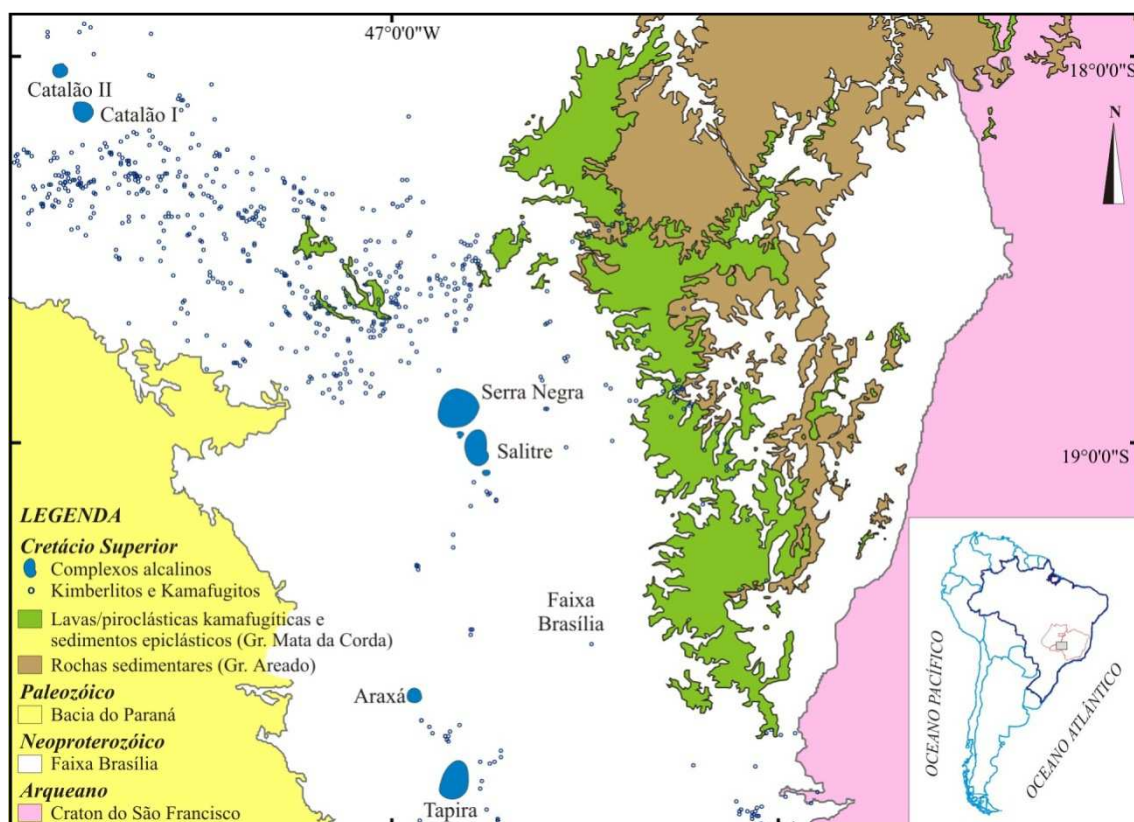 47°0'0"W
18°0'0"S
Catalão II
Catalão I
N
Serra Negra
Salitre
19°0'0"S
Faixa
Brasília
Araxá
Tapira
LEGENDA
Cretácio Superior
Complexos alcalinos
Kimberlitos e Kamafugitos
Lavas/piroclásticas kamafugíticas e
sedimentos epiclásticos (Gr. Mata da Corda)
Rochas sedimentares (Gr. Areado)
Paleozóico
Bacia do Paraná
Neoproterozóico
Faixa Brasília
Arqueano
Craton do São Francisco
OCEANO PACÍFICO
OCEANO ATLÂNTICO